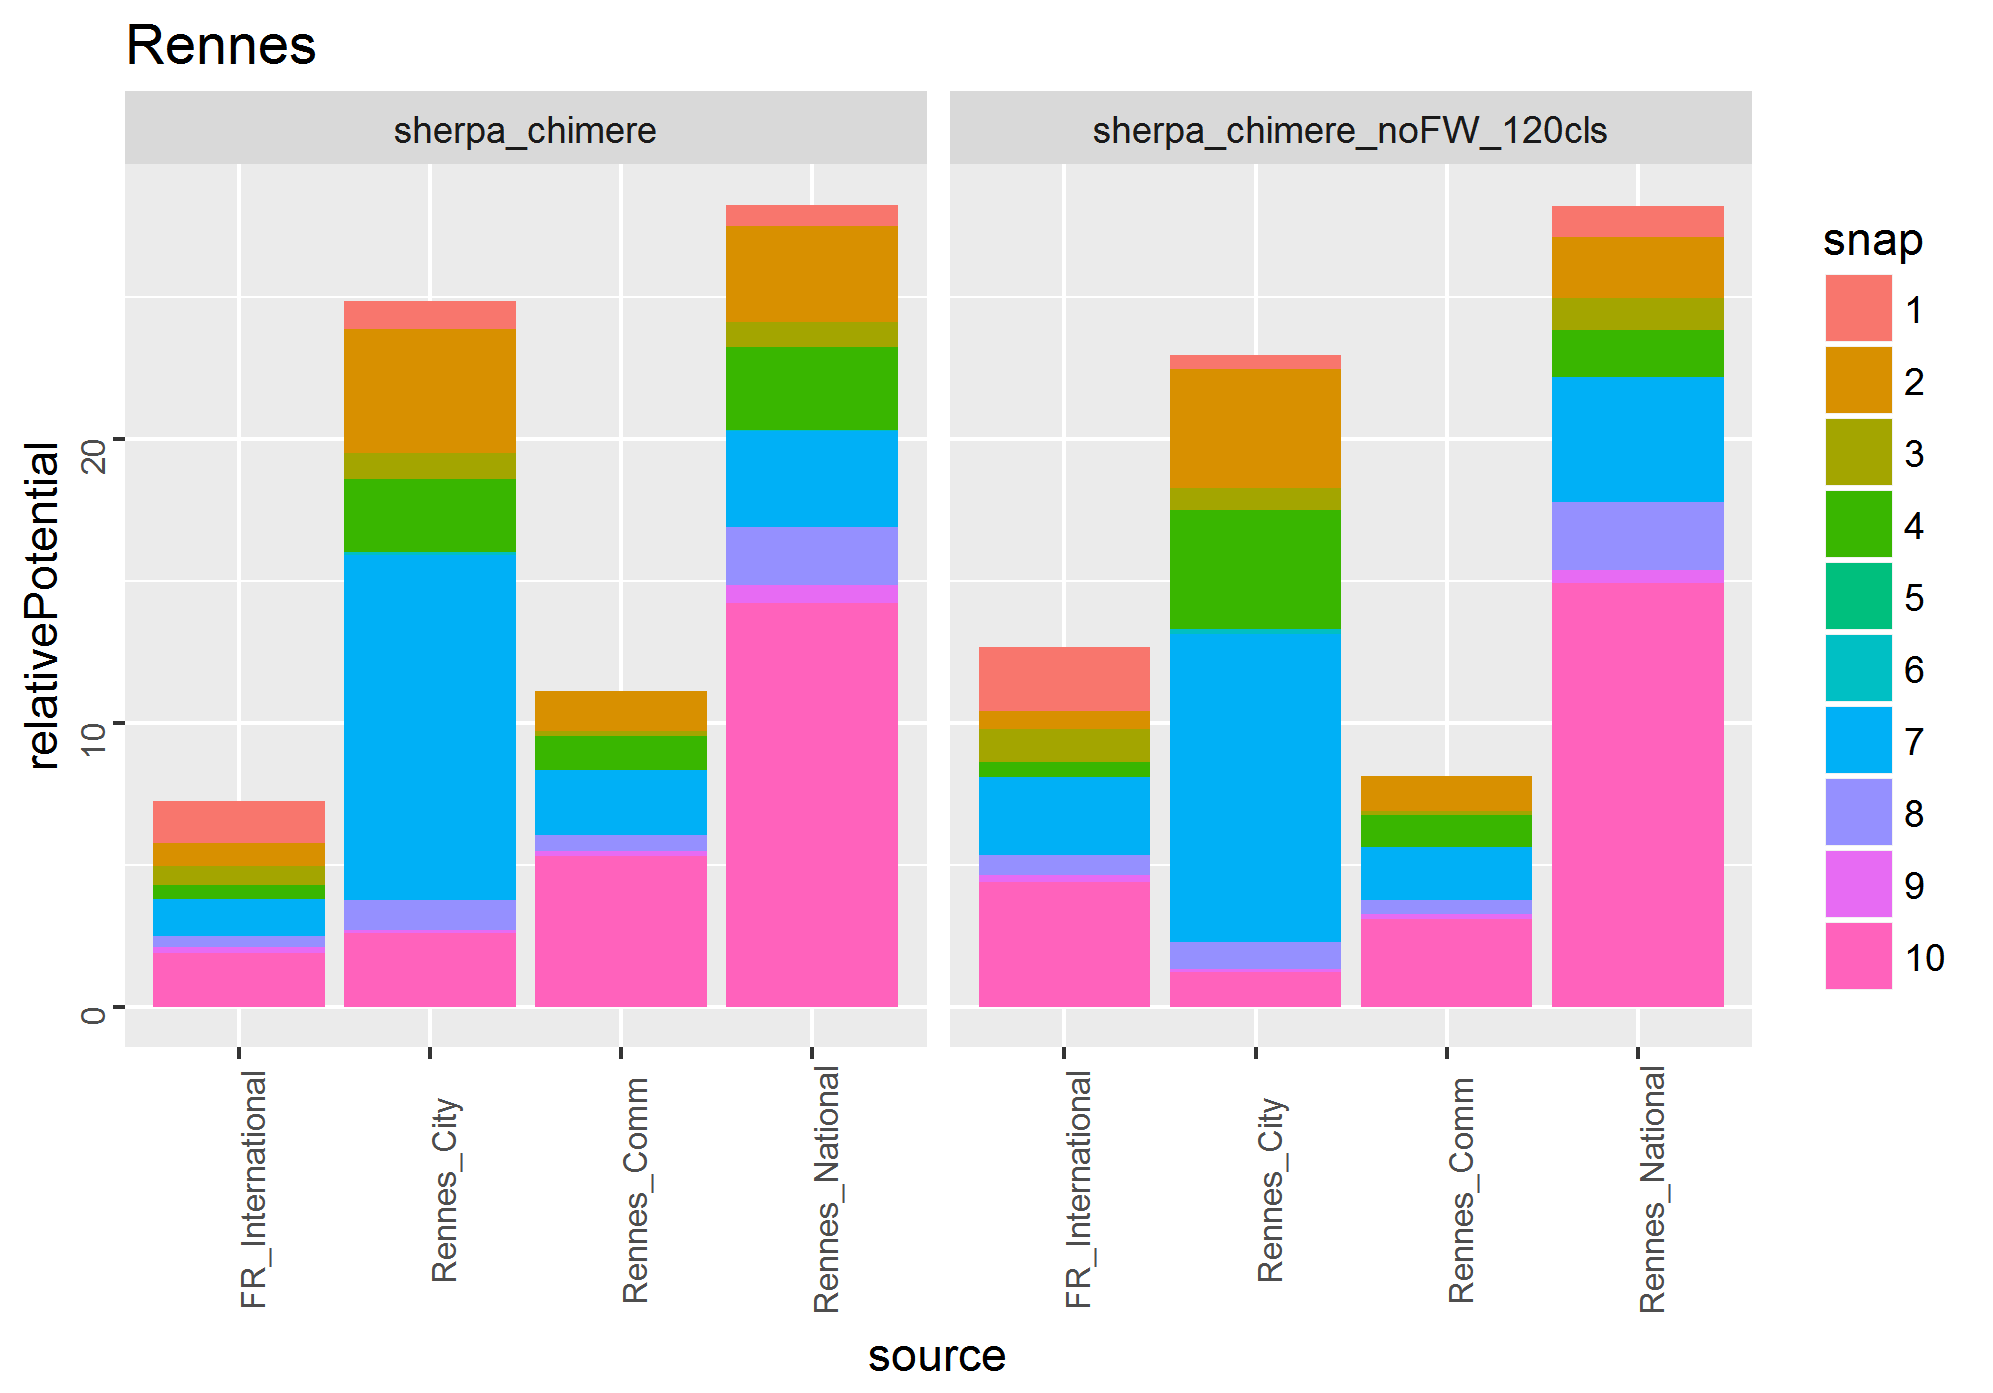 Rennes
sherpa_chimere
sherpa_chimere_noFW_120cls
relativePotential
20
10
0
FR_International
Rennes_City
Rennes_Comm
Rennes_National
FR_International
Rennes_City
Rennes_Comm
Rennes_National
source
snap
1
2
3
4
5
6
7
8
9
10